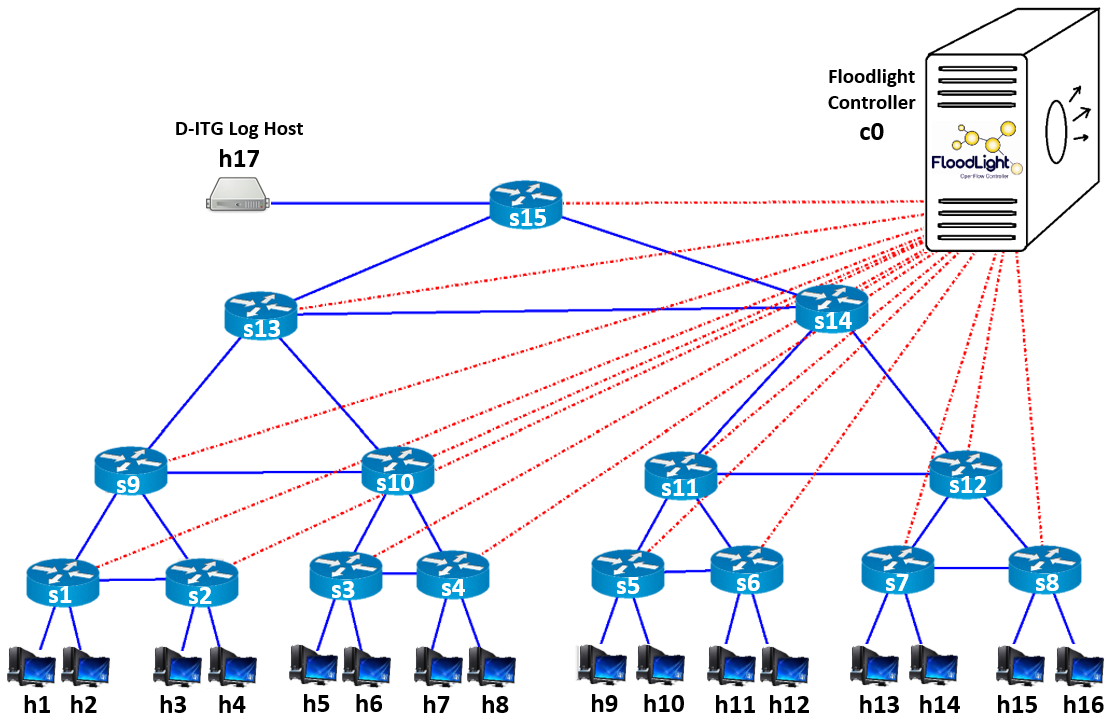 Floodlight
Controller
c0
D-ITG Log Host
h17
FLOODLIGHT
OpenFlow Controller
s15
s13
s14
s9
s10
s11
s12
s1
s2
s3
s4
s5
s6
s7
s8
h1
h2
h3
h4
h5
h6
h7
h8
h9
h10
h11
h12
h13
h14
h15
h16